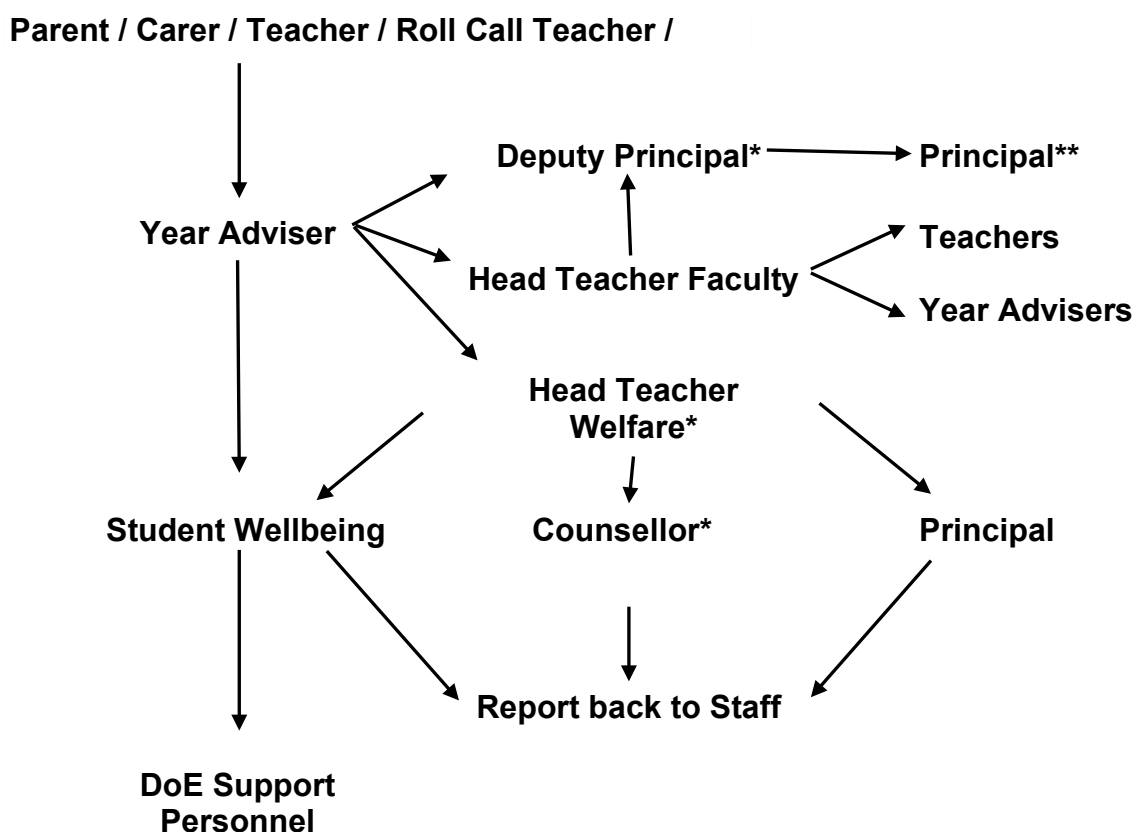 Parent / Carer / Teacher / Roll Call Teacher /
Deputy Principal*
Principal**
Year Adviser
Teachers
Head Teacher Faculty
Year Advisers
Head Teacher
Welfare*
Student Wellbeing
Counsellor*
Principal
Report back to Staff
DoE Support
Personnel